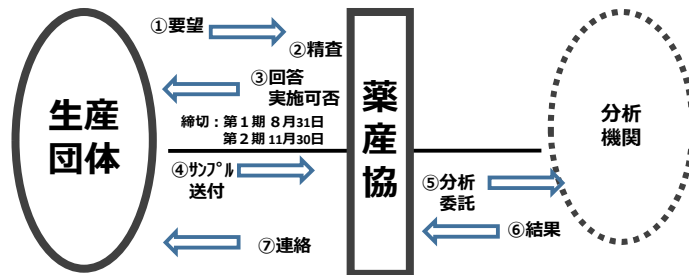 ①要望
②精査
③回答
実施可否
締切：第１期 ８月31日
第２期 11月30日
④ｻﾝﾌﾟﾙ
送付
⑦連絡
生産
団体
薬産協
⑤分析
委託
⑥結果
分析
機関